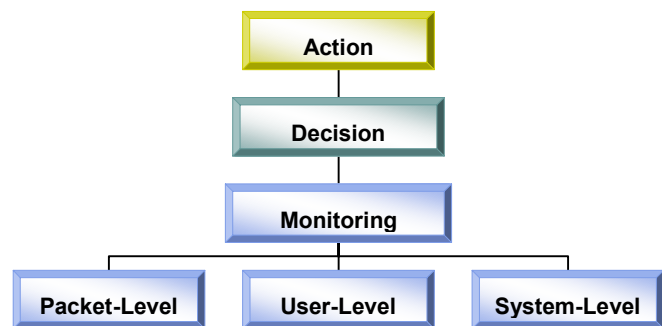 Action
Decision
Monitoring
Packet-Level
User-Level
System-Level